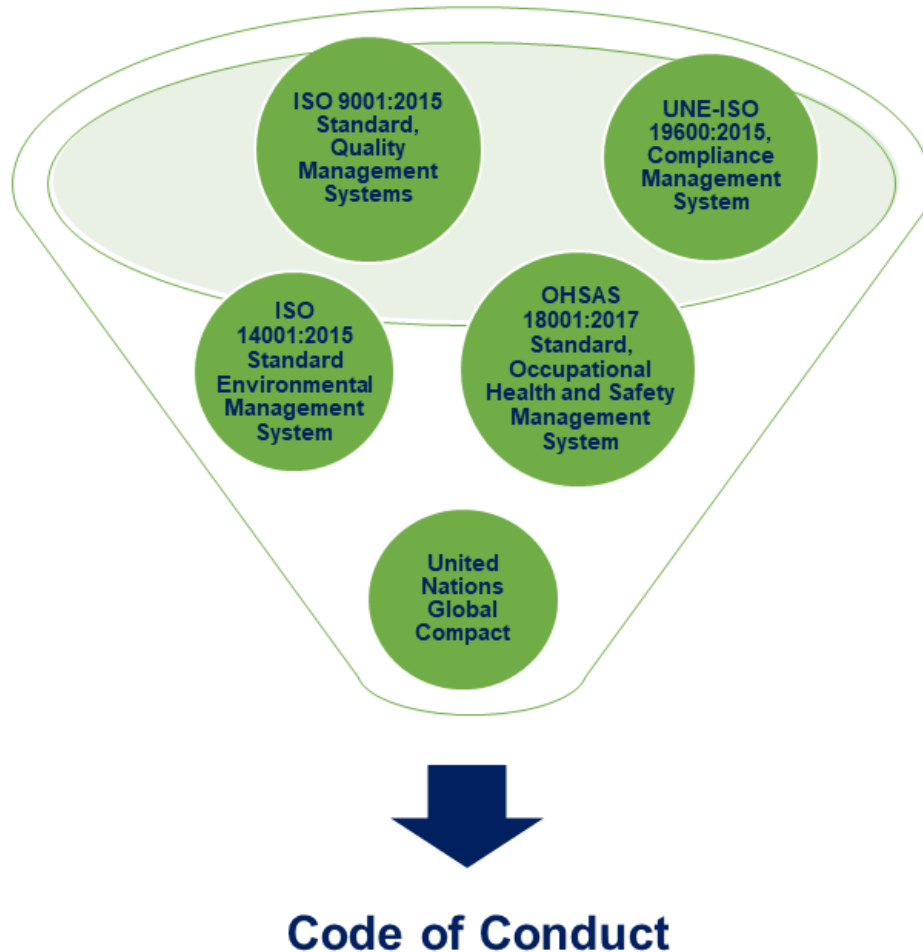 ISO 9001:2015
Standard,
Quality
Management
Systems
UNE-ISO
19600:2015,
Compliance
Management
System
ISO
14001:2015
Standard
Environmental
Management
System
OHSAS
18001:2017
Standard,
Occupational
Health and Safety
Management
System
United
Nations
Global
Compact
Code of Conduct